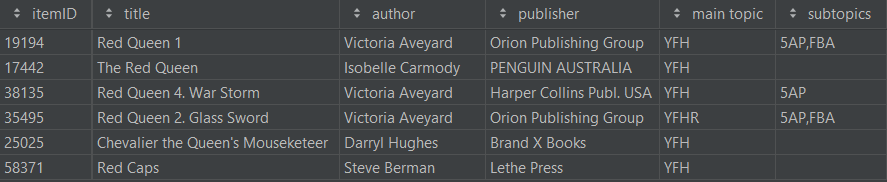 itemID title author publisher main topic subtopics
19194 Red Queen 1 Victoria Aveyard Orion Publishing Group YFH 5AP,FBA
17442 The Red Queen Isobelle Carmody PENGUIN AUSTRALIA YFH
38135 Red Queen 4. War Storm Victoria Aveyard Harper Collins Publ. USA YFH 5AP
35495 Red Queen 2. Glass Sword Victoria Aveyard Orion Publishing Group YFHR 5AP,FBA
25025 Chevalier the Queen's Mouseketeer Darryl Hughes Brand X Books YFH
58371 Red Caps Steve Berman Lethe Press YFH